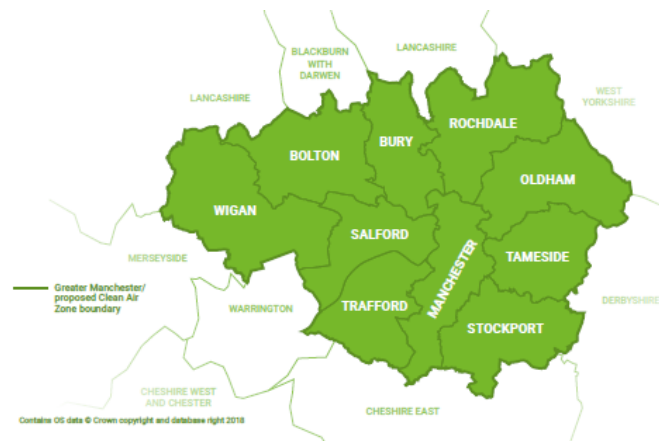 BLACKBURN
WITH
DARWEN
LANCASHIRE
LANCASHIRE
WEST
YORKSHIRE
ROCHDALE
BURY
BOLTON
OLDHAM
WIGAN
SALFORD
MANCHESTER
TAMESIDE
MERSEYSIDE
Greater Manchester/
proposed Clean Air
Zone boundary
WARRINGTON
TRAFFORD
DERBYSHIRE
STOCKPORT
CHESHIRE WEST
AND CHESTER
CHESHIRE EAST
Contains OS data © Crown copyright and database right 2018